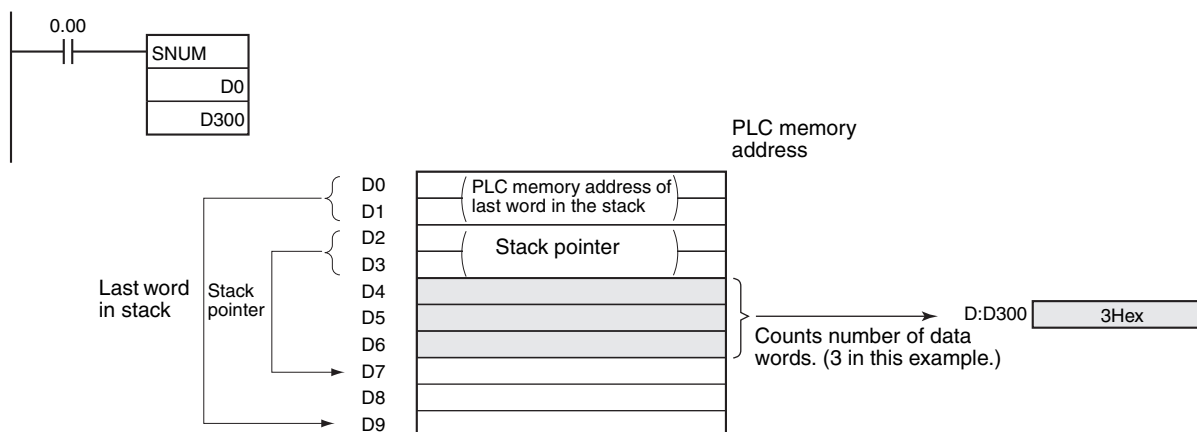 0.00
SNUM
D0
D300
PLC memory
address
D0
D1
D2
D3
D4
D5
D6
D7
D8
D9
PLC memory address of
last word in the stack
Stack pointer
Last word
in stack
Stack
pointer
Counts number of data
words. (3 in this example.)
D:D300
3Hex